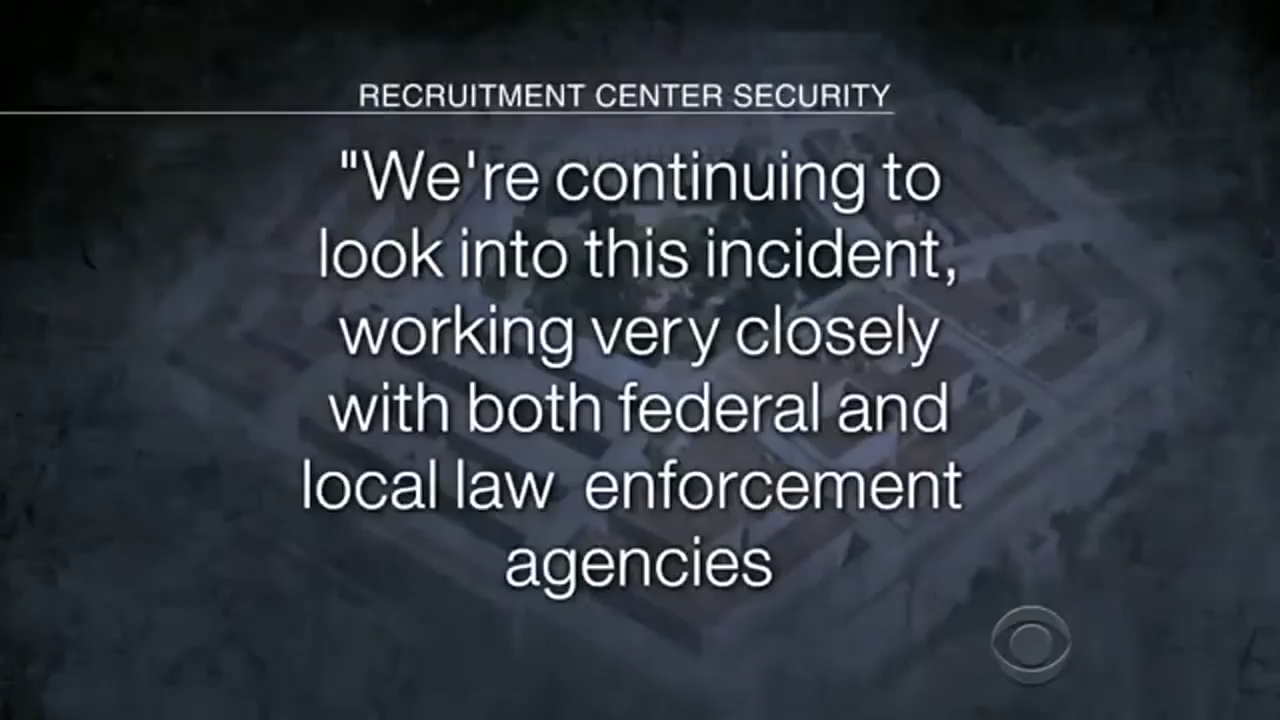 RECRUITMENT CENTER SECURITY
"We're continuing to
look into this incident,
working very closely
with both federal and
local law  enforcement
agencies